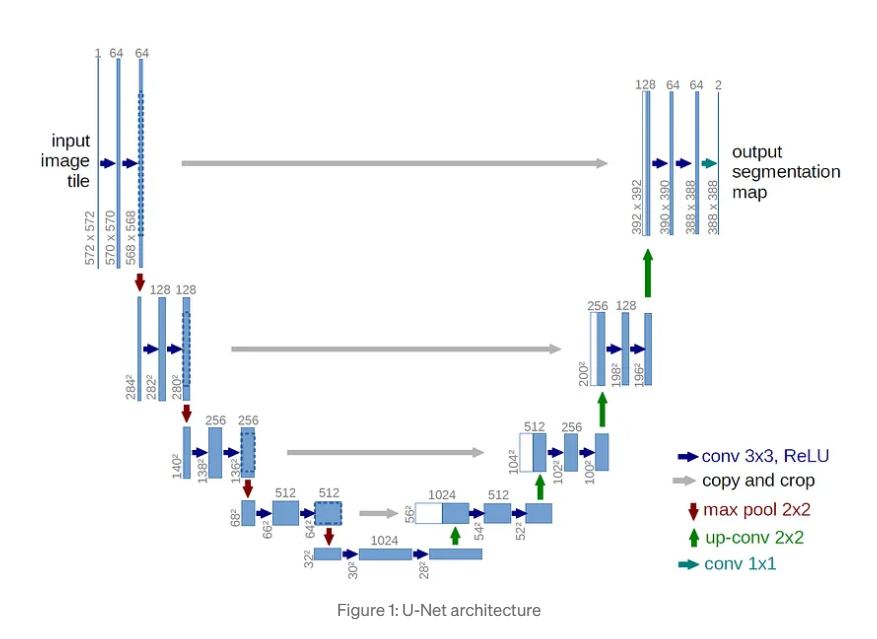 1 64 64
128 64 64 2
input
image
tile
output
segmentation
map
572 x 572
570 x 570
568 x 568
392 x 392
390 x 390
388 x 388
388 x 388
128 128
256 128
284²
282²
280²
200²
198²
196²
256 256
512 256
140²
138²
136²
104²
102²
100²
512 512
1024 512
68²
66²
64²
56²
54²
52²
1024
32²
30²
28²
conv 3x3, ReLU
copy and crop
max pool 2x2
up-conv 2x2
conv 1x1
Figure 1: U-Net architecture